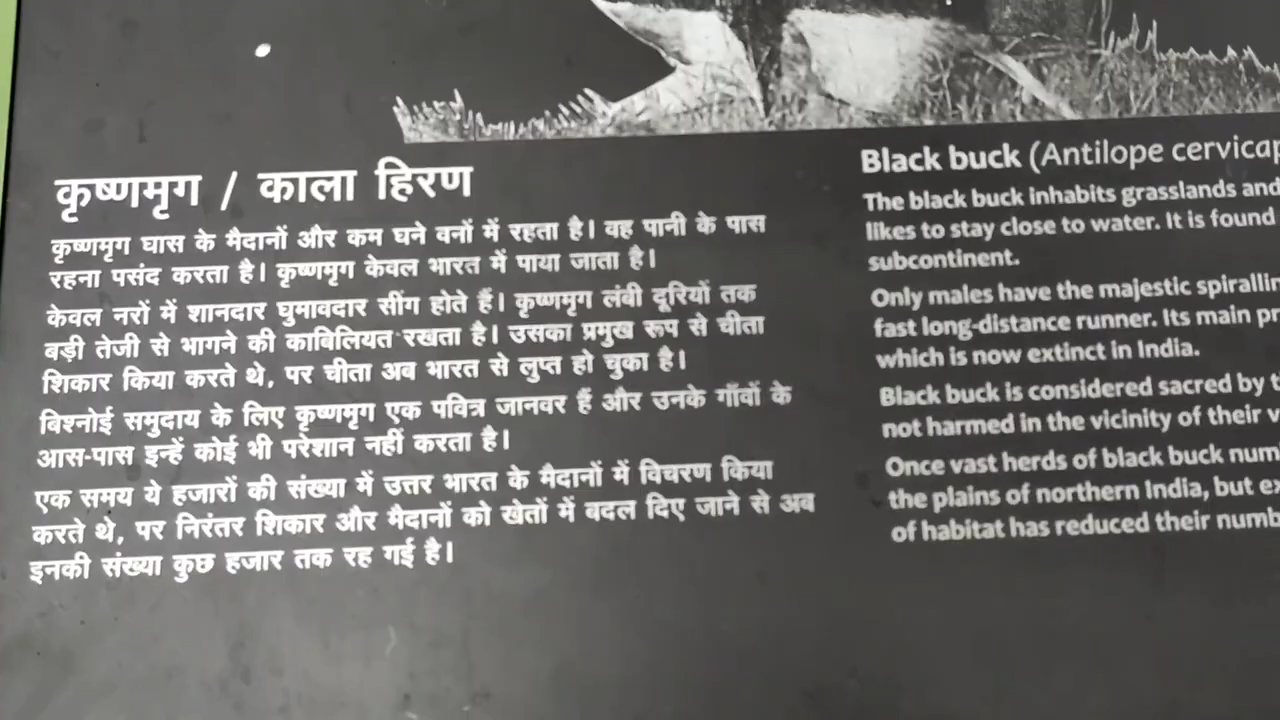 कृष्णमृग / काला हिरण
कृष्णमृग घास के मैदानों और कम घने वनों में रहता है। वह पानी के पास
रहना पसंद करता है। कृष्णमृग केवल भारत में पाया जाता है।
केवल नरों में शानदार घुमावदार सींग होते हैं। कृष्णमृग लंबी दूरियों तक
बड़ी तेजी से भागने की काबिलियत रखता है। उसका प्रमुख रूप से चीता
शिकार किया करते थे, पर चीता अब भारत से लुप्त हो चुका है।
बिश्नोई समुदाय के लिए कृष्णमृग एक पवित्र जानवर हैं और उनके गाँवों के
आस-पास इन्हें कोई भी परेशान नहीं करता है।
एक समय ये हजारों की संख्या में उत्तर भारत के मैदानों में विचरण किया
करते थे, पर निरंतर शिकार और मैदानों को खेतों में बदल दिए जाने से अब
इनकी संख्या कुछ हजार तक रह गई है।
Black buck (Antilope
The black buck inhabits grasslands and
likes to stay close to water. It is found
subcontinent.
Only males have the majestic
fast long-distance runner. Its main
which is now extinct in India.
Black buck is considered sacred by
not harmed in the vicinity of their
Once vast herds of black buck
the plains of northern India, but
of habitat has reduced their